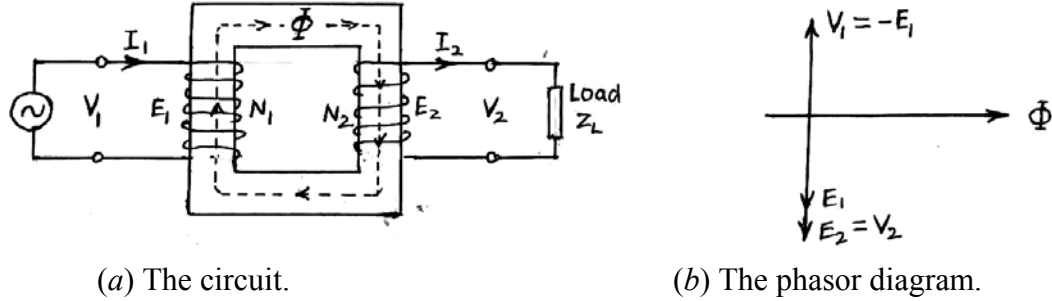 Φ
I₁
I₂
V₁
E₁
N₁
N₂
E₂
V₂
Load
Z_L
V₁ = -E₁
Φ
E₁
E₂ = V₂
(a) The circuit.
(b) The phasor diagram.